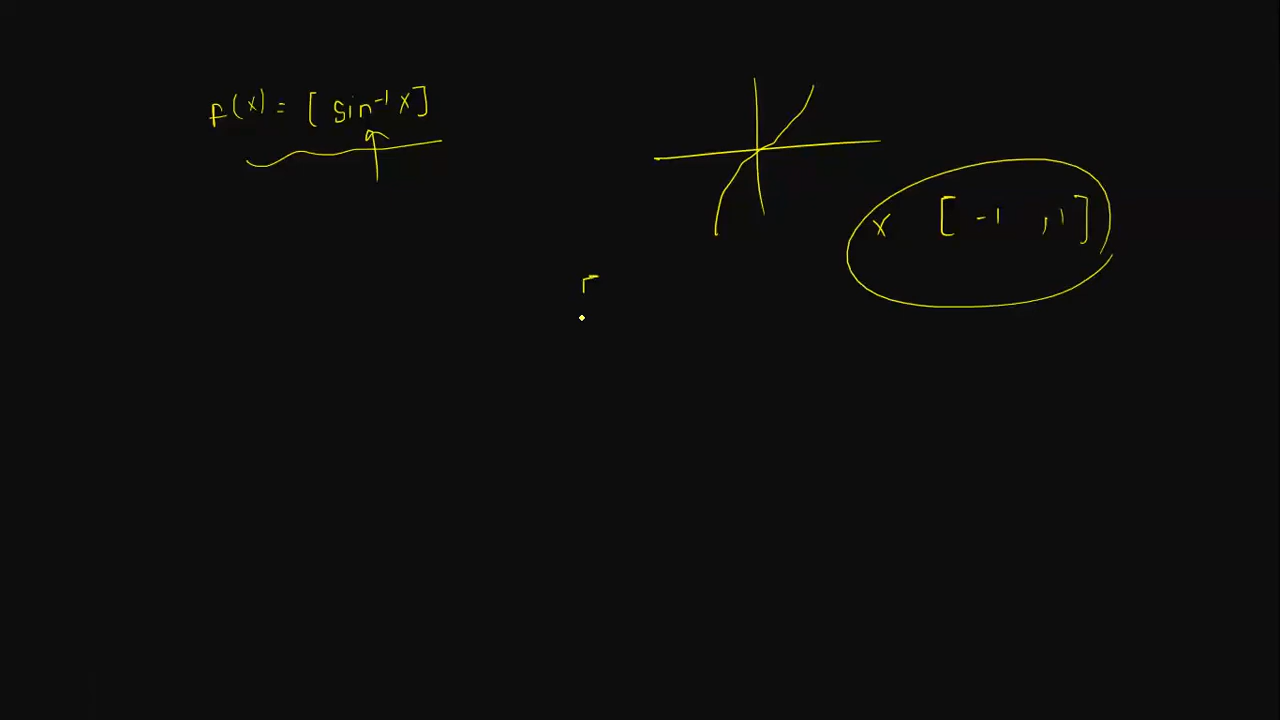 f(x) = [ sin⁻¹ x ]
x [ -1 , 1 ]